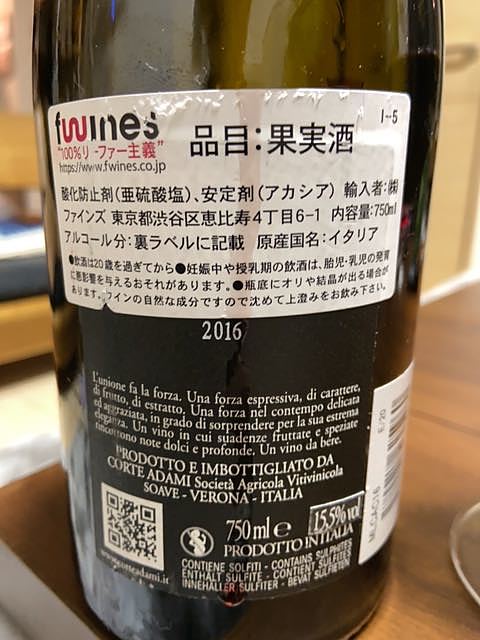 fwines
"100%リーファー主義"
https://www.fwines.co.jp
品目：果実酒
I-5
酸化防止剤（亜硫酸塩）、安定剤（アカシア） 輸入者：㈱
ファインズ 東京都渋谷区恵比寿4丁目6-1 内容量：750ml
アルコール分：裏ラベルに記載 原産国名：イタリア
●飲酒は20歳を過ぎてから●妊娠中や授乳期の飲酒は、胎児・乳児の発育
に悪影響を与えるおそれがあります。●瓶底にオリや結晶が出る場合が
ありますが、ワインの自然な成分ですので沈めて上澄みをお飲み下さい。
2016
L'unione fa la forza. Una forza espressiva, di carattere,
di frutto, di estratto. Una forza nel contempo delicata
ed aggraziata, in grado di sorprendere per la sua estrema
eleganza. Un vino in cui suadenze fruttate e speziate
rincorrono note dolci e profonde. Un vino da bere.
PRODOTTO E IMBOTTIGLIATO DA
CORTE ADAMI Società Agricola Vitivinicola
SOAVE - VERONA - ITALIA
750 ml e
15,5% vol
PRODOTTO IN ITALIA
CONTIENE SOLFITI - CONTAINS SULPHITES
ENTHÄLT SULFITE - CONTIENT SULFITES
INNEHÅLLER SULFITER - BEVAT SULFIETEN
www.corteadami.it
E/20